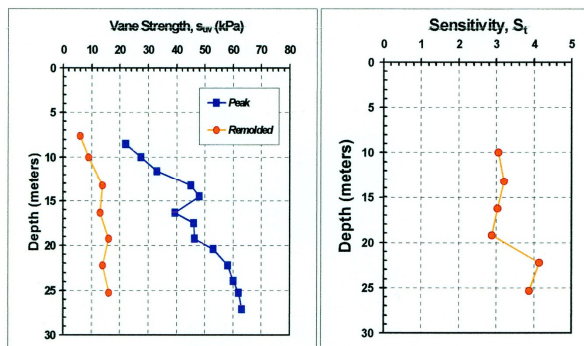 Vane Strength, suv (kPa)
0 10 20 30 40 50 60 70 80
0
5
10
15
20
25
30
Depth (meters)
Peak
Remolded
Sensitivity, St
0 1 2 3 4 5
0
5
10
15
20
25
30
Depth (meters)